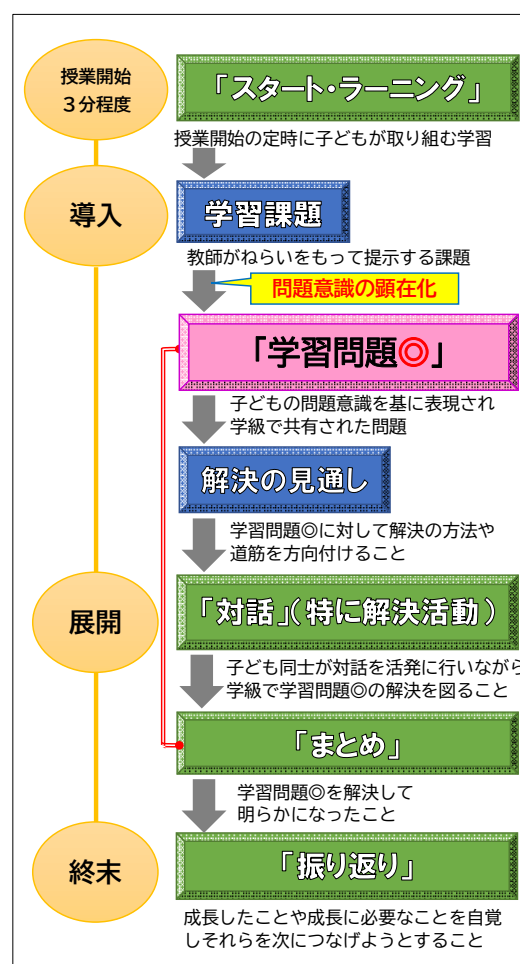 授業開始
３分程度
「スタート・ラーニング」
授業開始の定時に子どもが取り組む学習
導入
学習課題
教師がねらいをもって提示する課題
問題意識の顕在化
「学習問題◎」
子どもの問題意識を基に表現され
学級で共有された問題
解決の見通し
学習問題◎に対して解決の方法や
道筋を方向付けること
展開
「対話」（特に解決活動）
子ども同士が対話を活発に行いながら
学級で学習問題◎の解決を図ること
「まとめ」
学習問題◎を解決して
明らかになったこと
終末
「振り返り」
成長したことや成長に必要なことを自覚
しそれらを次につなげようとすること